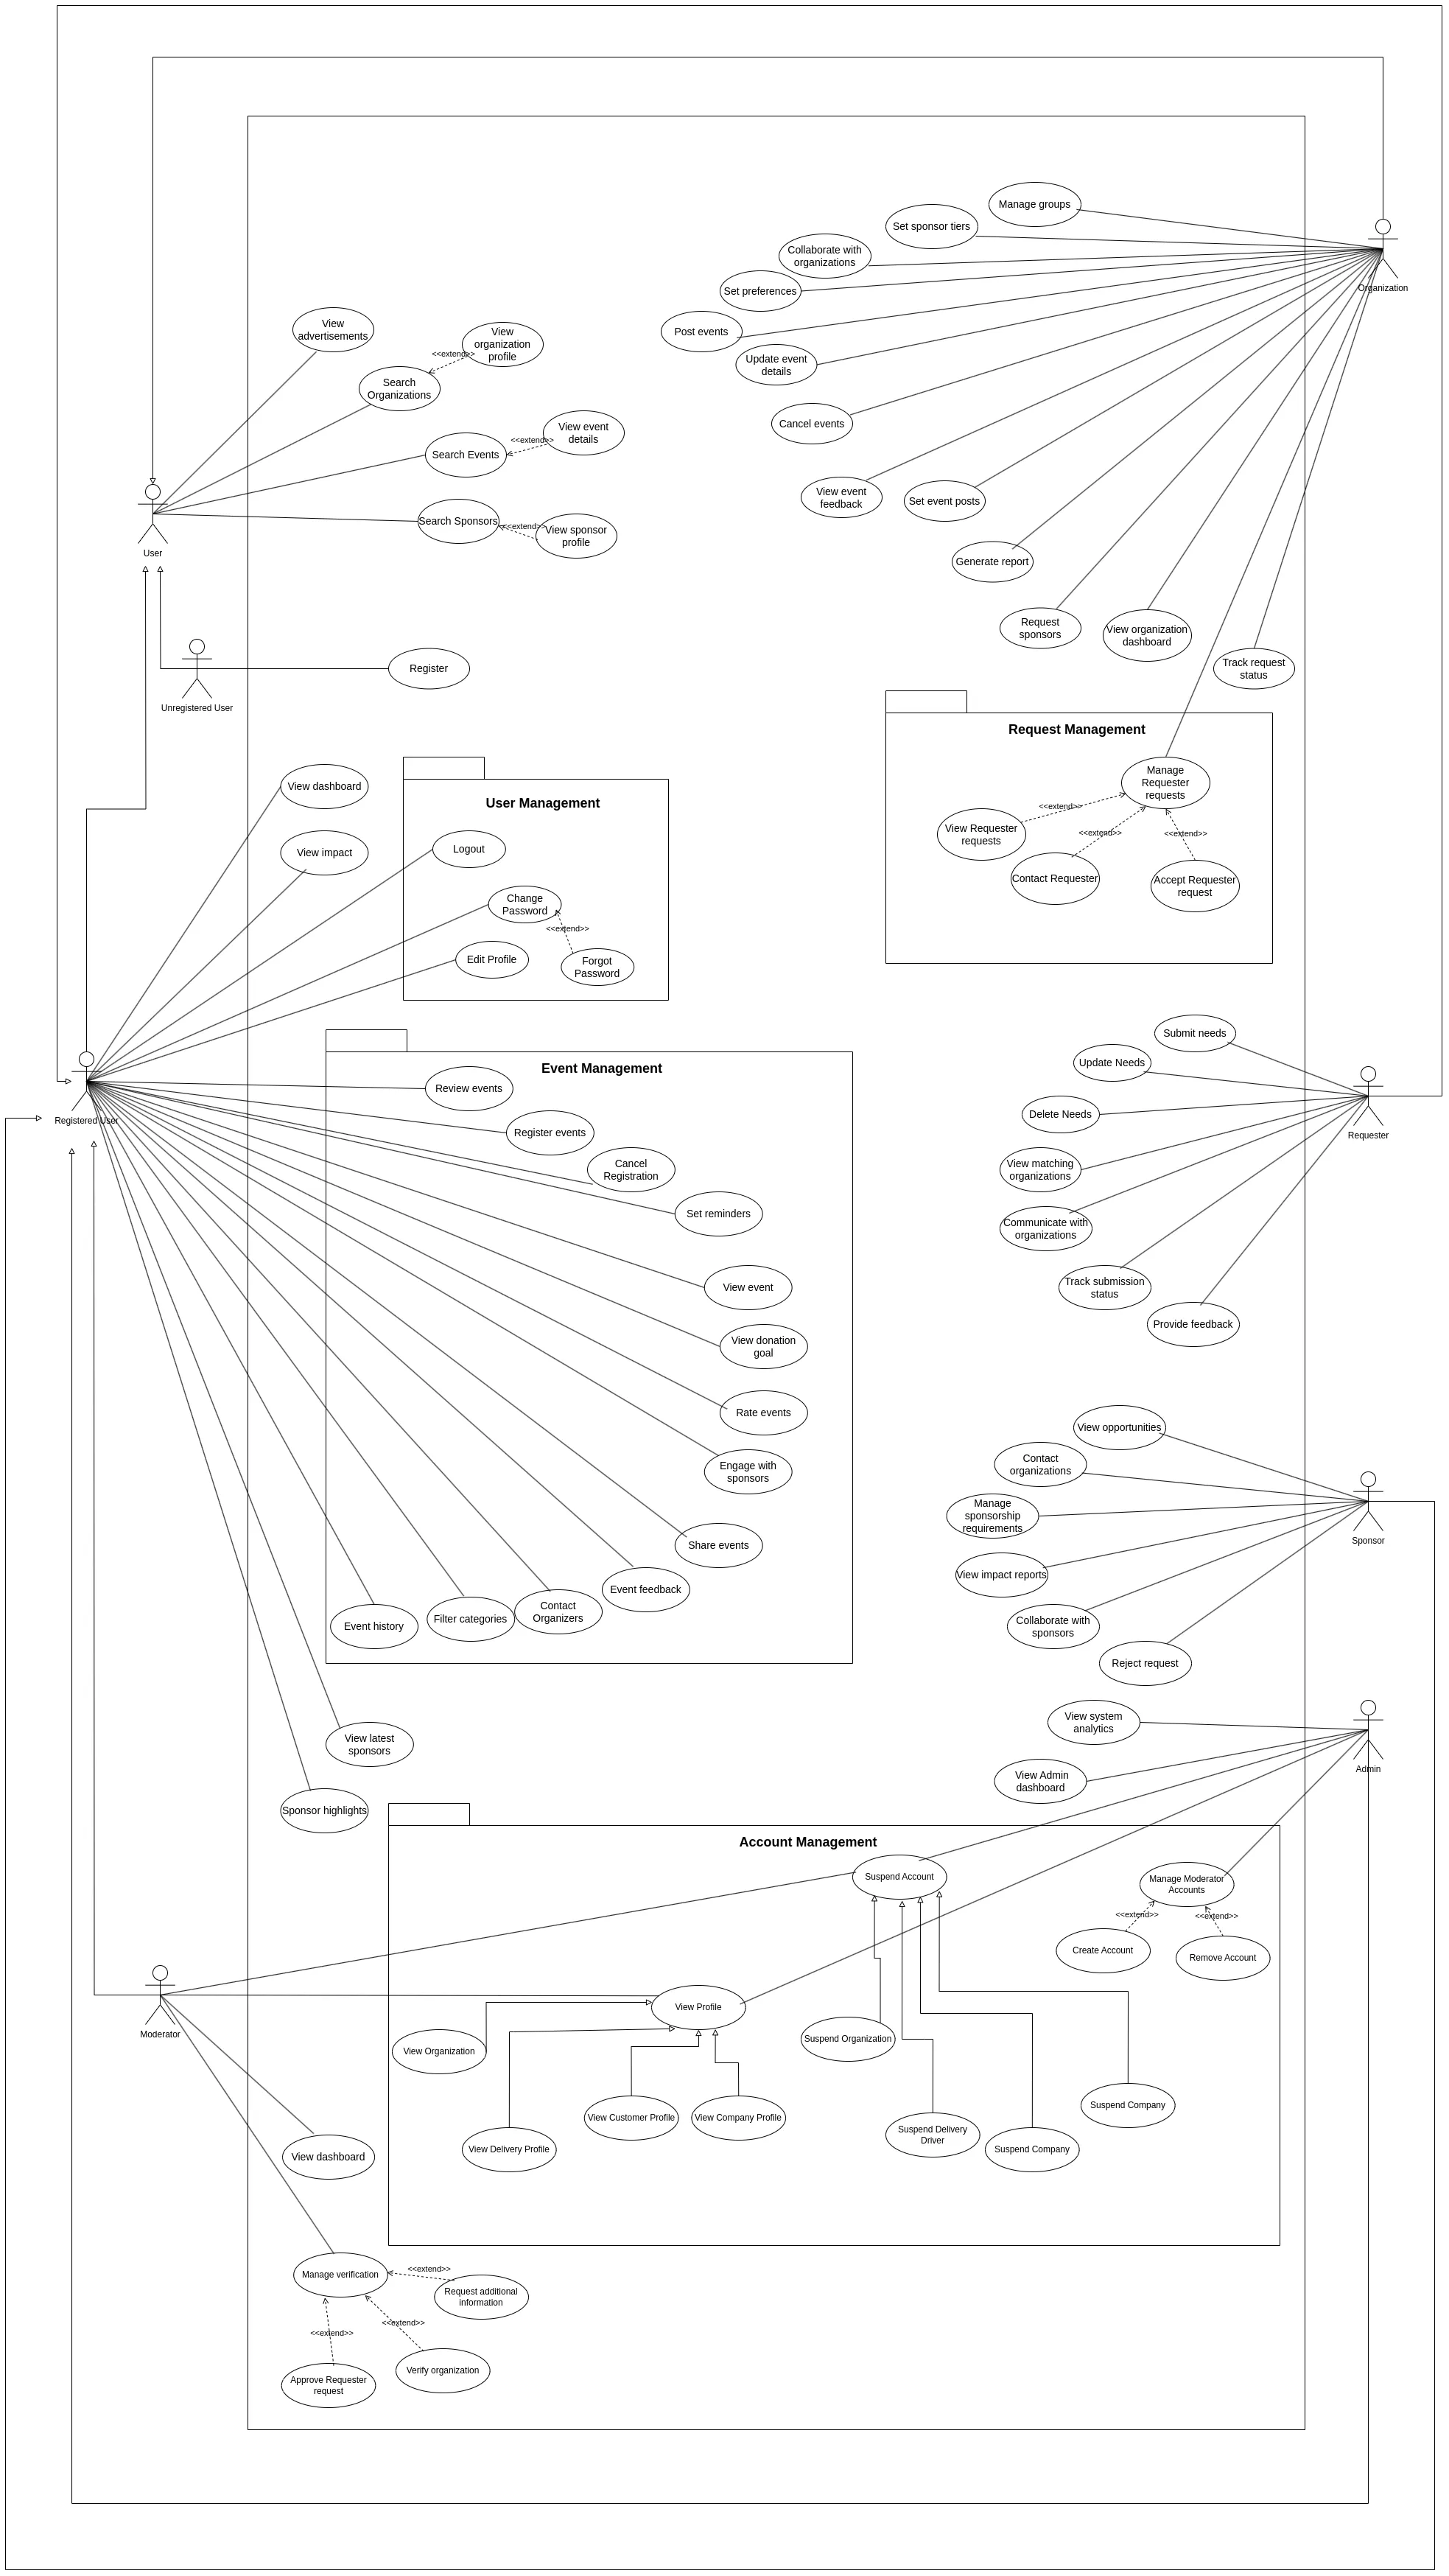 Manage groups
Set sponsor tiers
Collaborate with
organizations
Set preferences
Organization
View
advertisements
View
organization
profile
<<extend>>
Search
Organizations
Post events
Update event
details
Cancel events
View event
details
<<extend>>
Search Events
View event
feedback
Set event posts
Search Sponsors
<<extend>>
View sponsor
profile
User
Generate report
Request
sponsors
View organization
dashboard
Track request
status
Register
Unregistered User
Request Management
Manage
Requester
requests
<<extend>>
View Requester
requests
<<extend>>
<<extend>>
Contact Requester
Accept Requester
request
View dashboard
View impact
User Management
Logout
Change
Password
<<extend>>
Edit Profile
Forgot
Password
Registered User
Event Management
Review events
Register events
Cancel
Registration
Set reminders
View event
View donation
goal
Rate events
Engage with
sponsors
Share events
Event feedback
Contact
Organizers
Filter categories
Event history
Submit needs
Update Needs
Delete Needs
Requester
View matching
organizations
Communicate with
organizations
Track submission
status
Provide feedback
View opportunities
Contact
organizations
Manage
sponsorship
requirements
Sponsor
View impact reports
Collaborate with
sponsors
Reject request
View latest
sponsors
Sponsor highlights
View system
analytics
View Admin
dashboard
Admin
Account Management
Suspend Account
Manage Moderator
Accounts
<<extend>>
<<extend>>
Create Account
Remove Account
Moderator
View Profile
View Organization
Suspend Organization
View Customer Profile
View Company Profile
View Delivery Profile
Suspend Delivery
Driver
Suspend Company
Suspend Company
View dashboard
Manage verification
<<extend>>
Request additional
information
<<extend>>
<<extend>>
Verify organization
Approve Requester
request